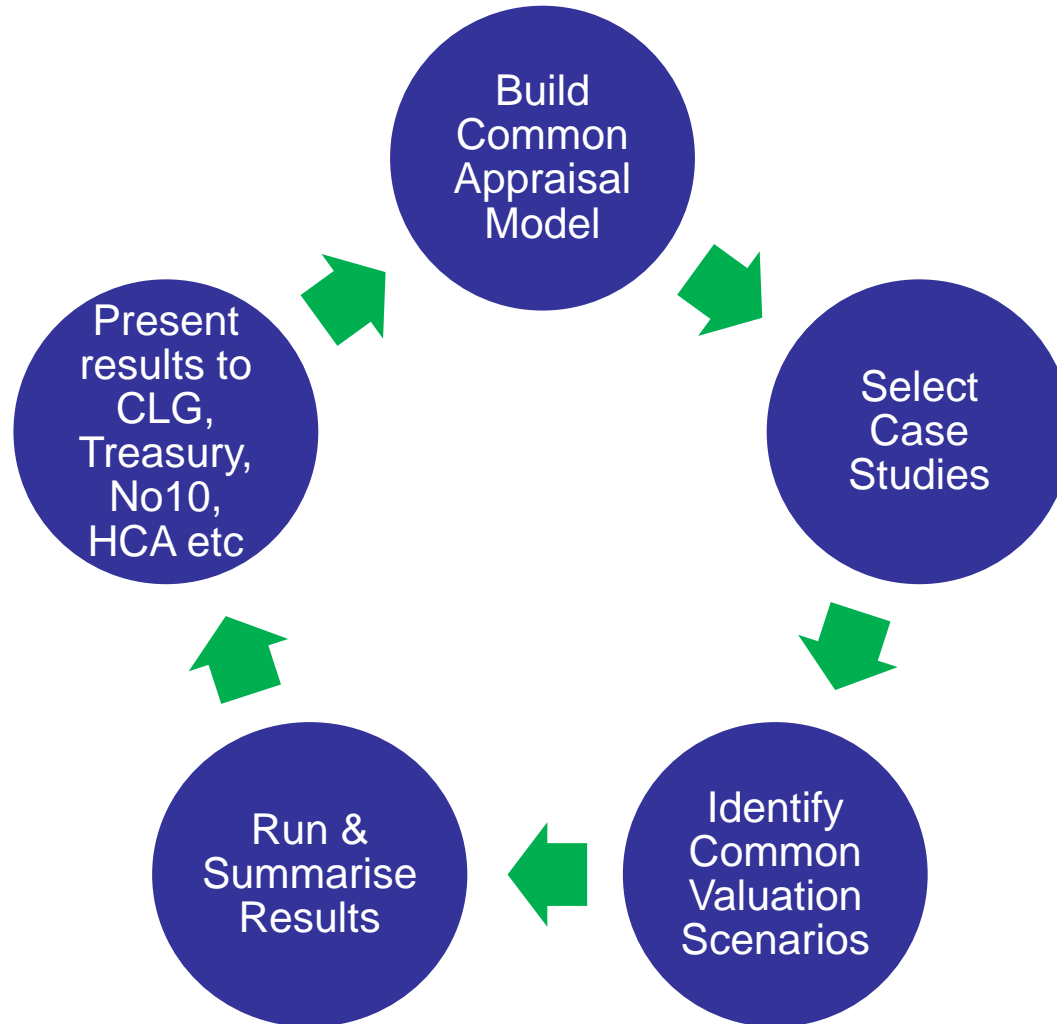 Build
Common
Appraisal
Model
Select
Case
Studies
Identify
Common
Valuation
Scenarios
Run &
Summarise
Results
Present
results to
CLG,
Treasury,
No10,
HCA etc